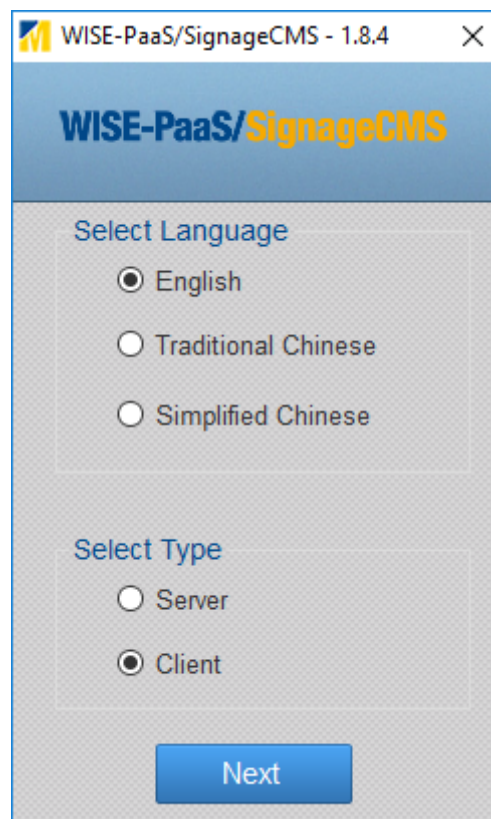 WISE-PaaS/SignageCMS - 1.8.4
WISE-PaaS/SignageCMS
Select Language
English
Traditional Chinese
Simplified Chinese
Select Type
Server
Client
Next